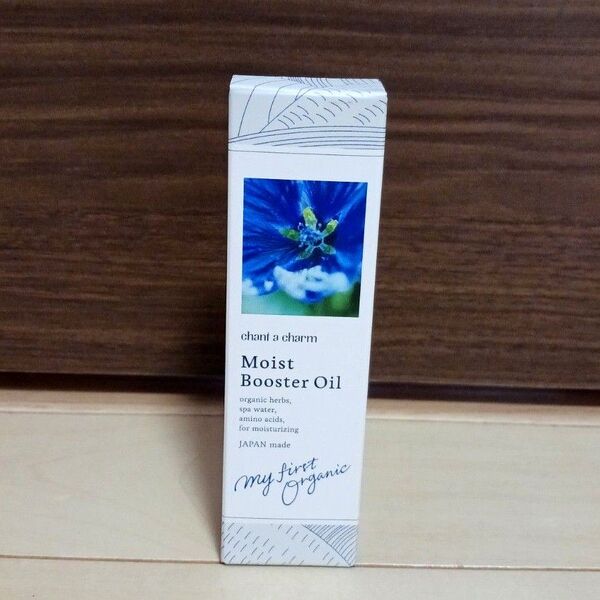 chant a charm
Moist
Booster Oil
organic herbs,
spa water,
amino acids,
for moisturizing
JAPAN made
my first
Organic